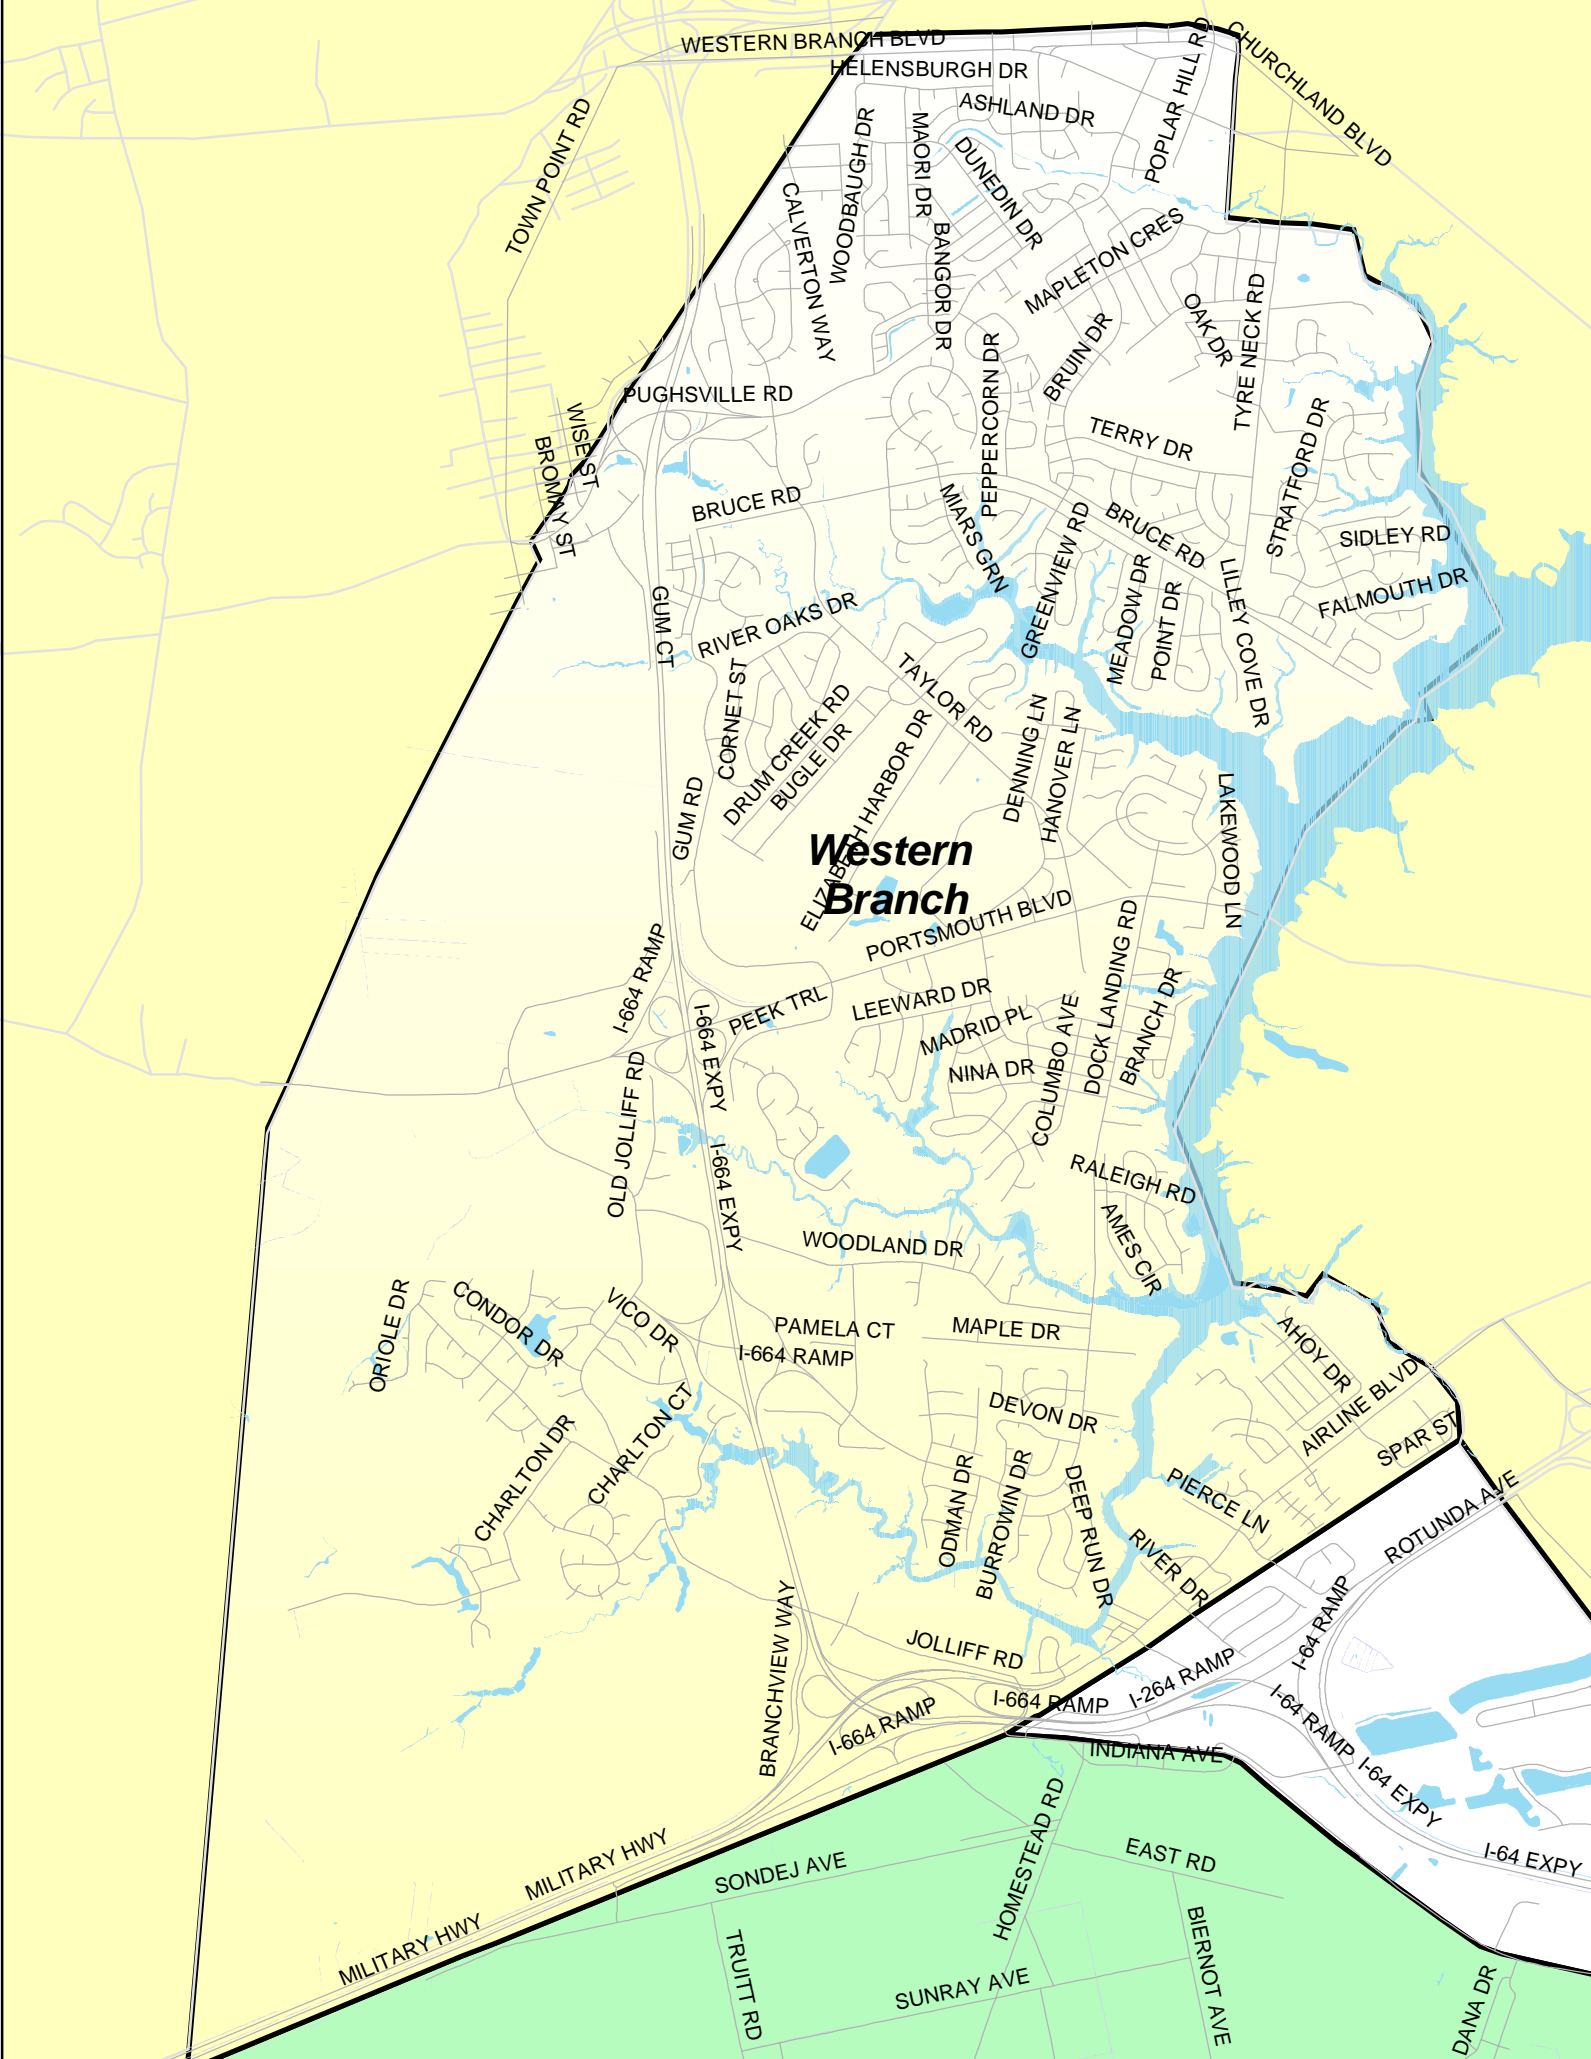 WESTERN BRANCH BLVD
CHURCHLAND BLVD
HELENSBURGH DR
POPLAR HILL RD
ASHLAND DR
TOWN POINT RD
WOODBAUGH DR
MAORI DR
DUNEDIN DR
CALVERTON WAY
BANGOR DR
MAPLETON CRES
OAK DR
TYRE NECK RD
BRUIN DR
PEPPERCORN DR
PUGHSVILLE RD
WISE ST
BROMAY ST
TERRY DR
STRATFORD DR
BRUCE RD
MIARS GRN
BRUCE RD
GREENVIEW RD
SIDLEY RD
FALMOUTH DR
MEADOW DR
POINT DR
LILLEY COVE DR
GUM CT
RIVER OAKS DR
CORNET ST
TAYLOR RD
DRUM CREEK RD
BUGLE DR
ELIZABETH HARBOR DR
DENNING LN
HANOVER LN
GUM RD
LAKEWOOD LN
Western
Branch
PORTSMOUTH BLVD
I-664 RAMP
DOCK LANDING RD
PEEK TRL
LEEWARD DR
I-664 EXPY
MADRID PL
COLUMBO AVE
BRANCH DR
NINA DR
OLD JOLLIFF RD
I-664 EXPY
RALEIGH RD
AMES CIR
WOODLAND DR
ORIOLE DR
CONDOR DR
VICO DR
PAMELA CT
MAPLE DR
I-664 RAMP
AHOY DR
AIRLINE BLVD
CHARLTON CT
DEVON DR
CHARLTON DR
SPAR ST
ODMAN DR
BURROWIN DR
DEEP RUN DR
PIERCE LN
ROTUNDA AVE
RIVER DR
BRANCHVIEW WAY
JOLLIFF RD
I-64 RAMP
I-264 RAMP
I-664 RAMP
I-664 RAMP
I-64 RAMP
INDIANA AVE
I-64 EXPY
HOMESTEAD RD
MILITARY HWY
SONDEJ AVE
EAST RD
I-64 EXPY
MILITARY HWY
TRUITT RD
SUNRAY AVE
BIERNOT AVE
DANA DR